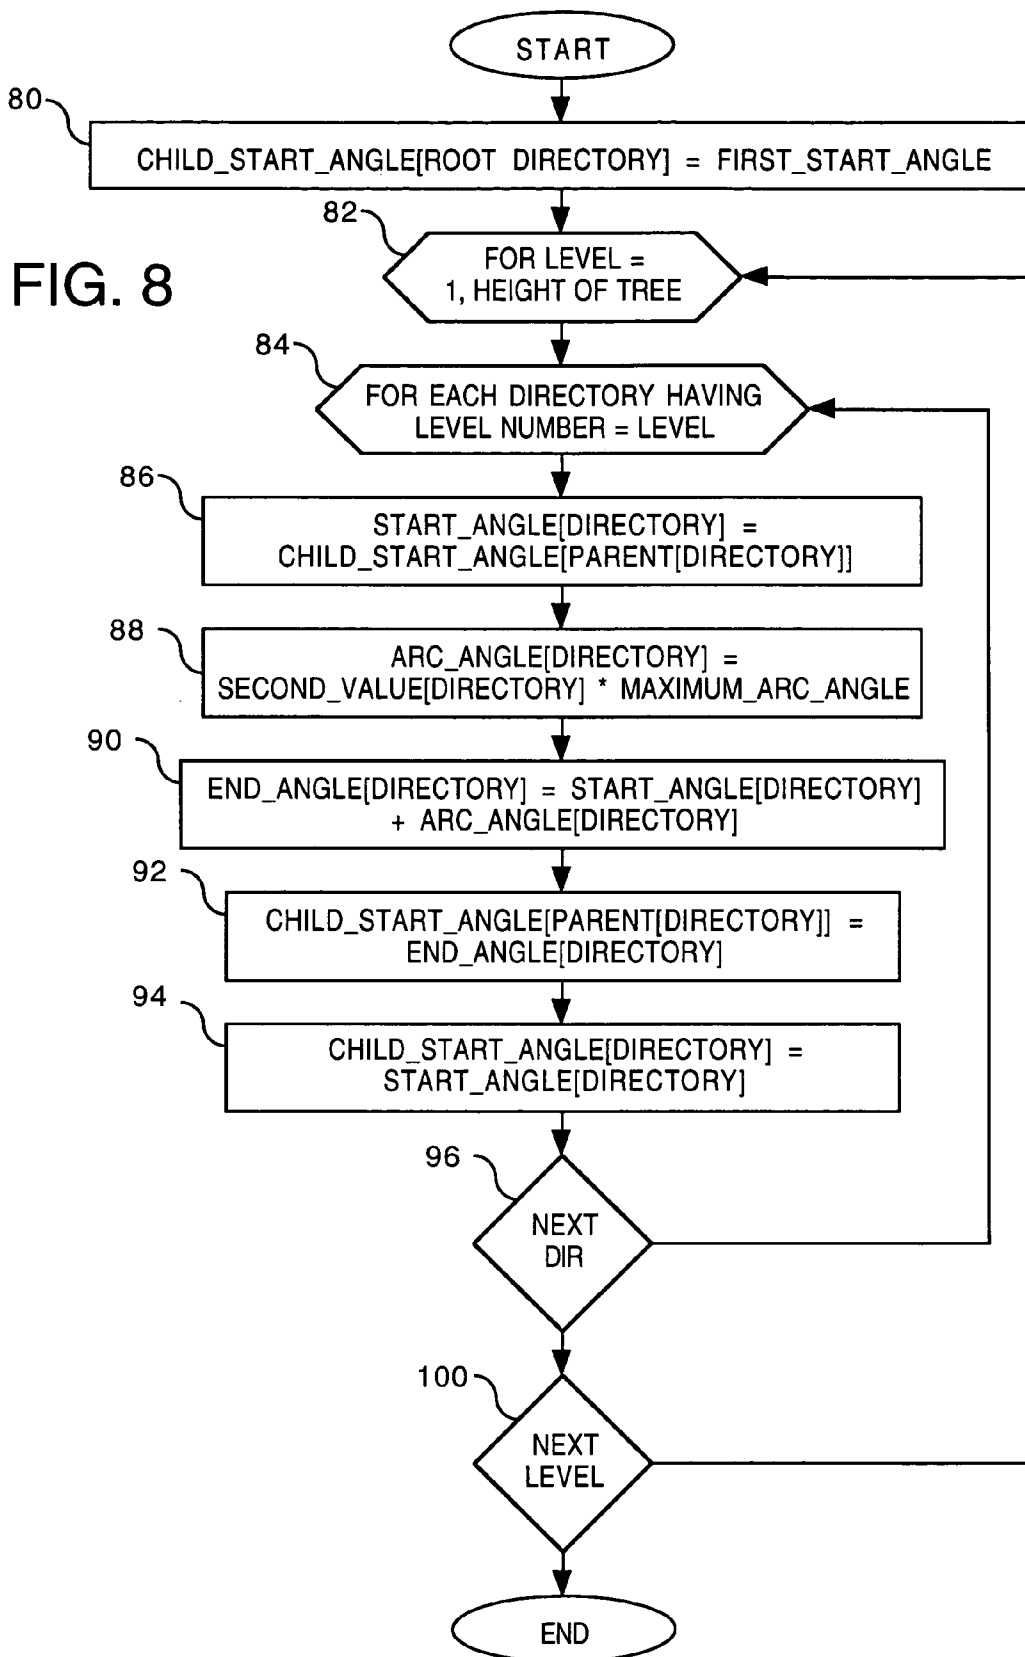 START
80
CHILD_START_ANGLE[ROOT DIRECTORY] = FIRST_START_ANGLE
82
FOR LEVEL =
1, HEIGHT OF TREE
FIG. 8
84
FOR EACH DIRECTORY HAVING
LEVEL NUMBER = LEVEL
86
START_ANGLE[DIRECTORY] =
CHILD_START_ANGLE[PARENT[DIRECTORY]]
88
ARC_ANGLE[DIRECTORY] =
SECOND_VALUE[DIRECTORY] * MAXIMUM_ARC_ANGLE
90
END_ANGLE[DIRECTORY] = START_ANGLE[DIRECTORY]
+ ARC_ANGLE[DIRECTORY]
92
CHILD_START_ANGLE[PARENT[DIRECTORY]] =
END_ANGLE[DIRECTORY]
94
CHILD_START_ANGLE[DIRECTORY] =
START_ANGLE[DIRECTORY]
96
NEXT
DIR
100
NEXT
LEVEL
END